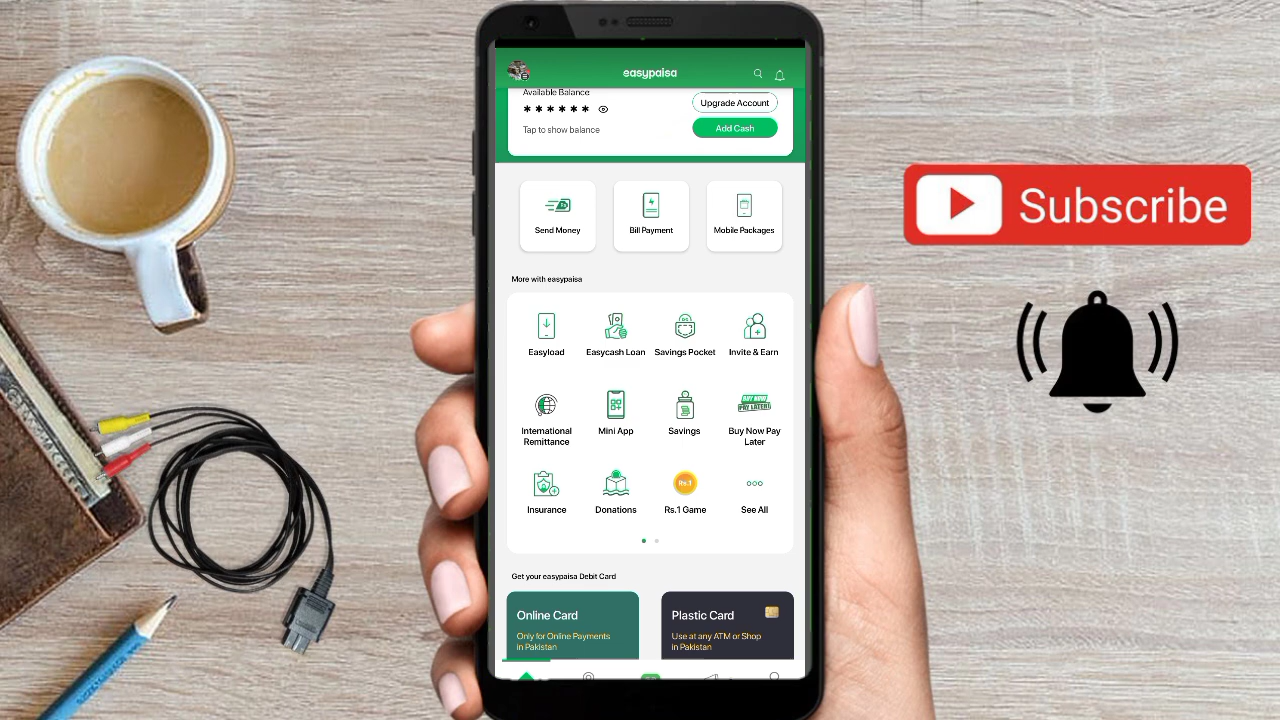 easypaisa
Available Balance
******
Upgrade Account
Tap to show balance
Add Cash
Send Money
Bill Payment
Mobile Packages
More with easypaisa
Easyload
Easycash Loan
Savings Pocket
Invite & Earn
International
Remittance
Mini App
Savings
BUY NOW
PAY LATER
Buy Now Pay
Later
Insurance
Donations
Rs.1
Rs.1 Game
See All
Get your easypaisa Debit Card
Online Card
Only for Online Payments
in Pakistan
Plastic Card
Use at any ATM or Shop
in Pakistan
Subscribe